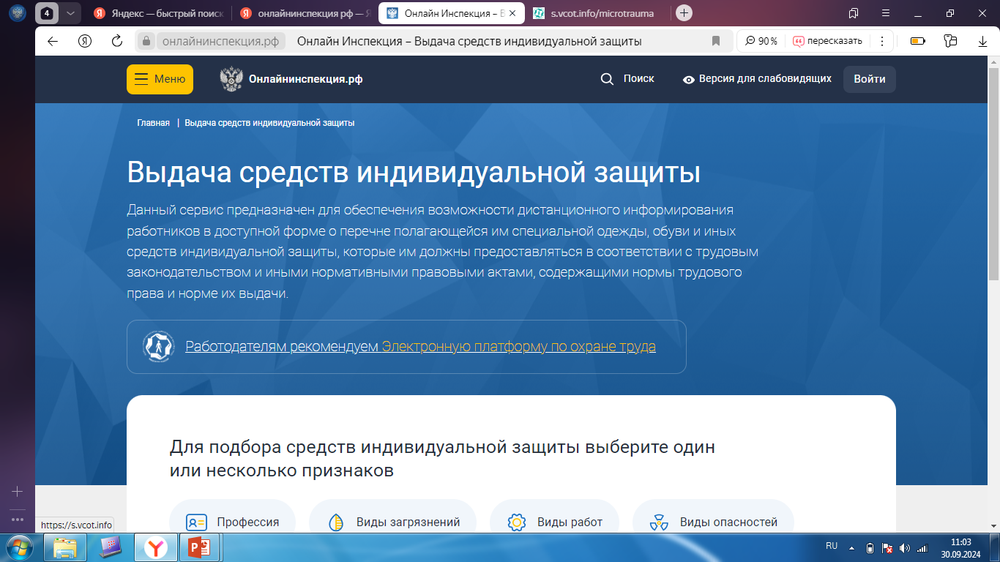 4
Яндекс — быстрый поиск
онлайнинспекция рф — Я
Онлайн Инспекция – В
s.vcot.info/microtrauma
онлайнинспекция.рф
Онлайн Инспекция – Выдача средств индивидуальной защиты
90%
пересказать
Меню
Онлайнинспекция.рф
Поиск
Версия для слабовидящих
Войти
Главная | Выдача средств индивидуальной защиты
Выдача средств индивидуальной защиты
Данный сервис предназначен для обеспечения возможности дистанционного информирования
работников в доступной форме о перечне полагающейся им специальной одежды, обуви и иных
средств индивидуальной защиты, которые им должны предоставляться в соответствии с трудовым
законодательством и иными нормативными правовыми актами, содержащими нормы трудового
права и норме их выдачи.
Работодателям рекомендуем Электронную платформу по охране труда
Для подбора средств индивидуальной защиты выберите один
или несколько признаков
Профессия
Виды загрязнений
Виды работ
Виды опасностей
https://s.vcot.info
RU
11:03
30.09.2024